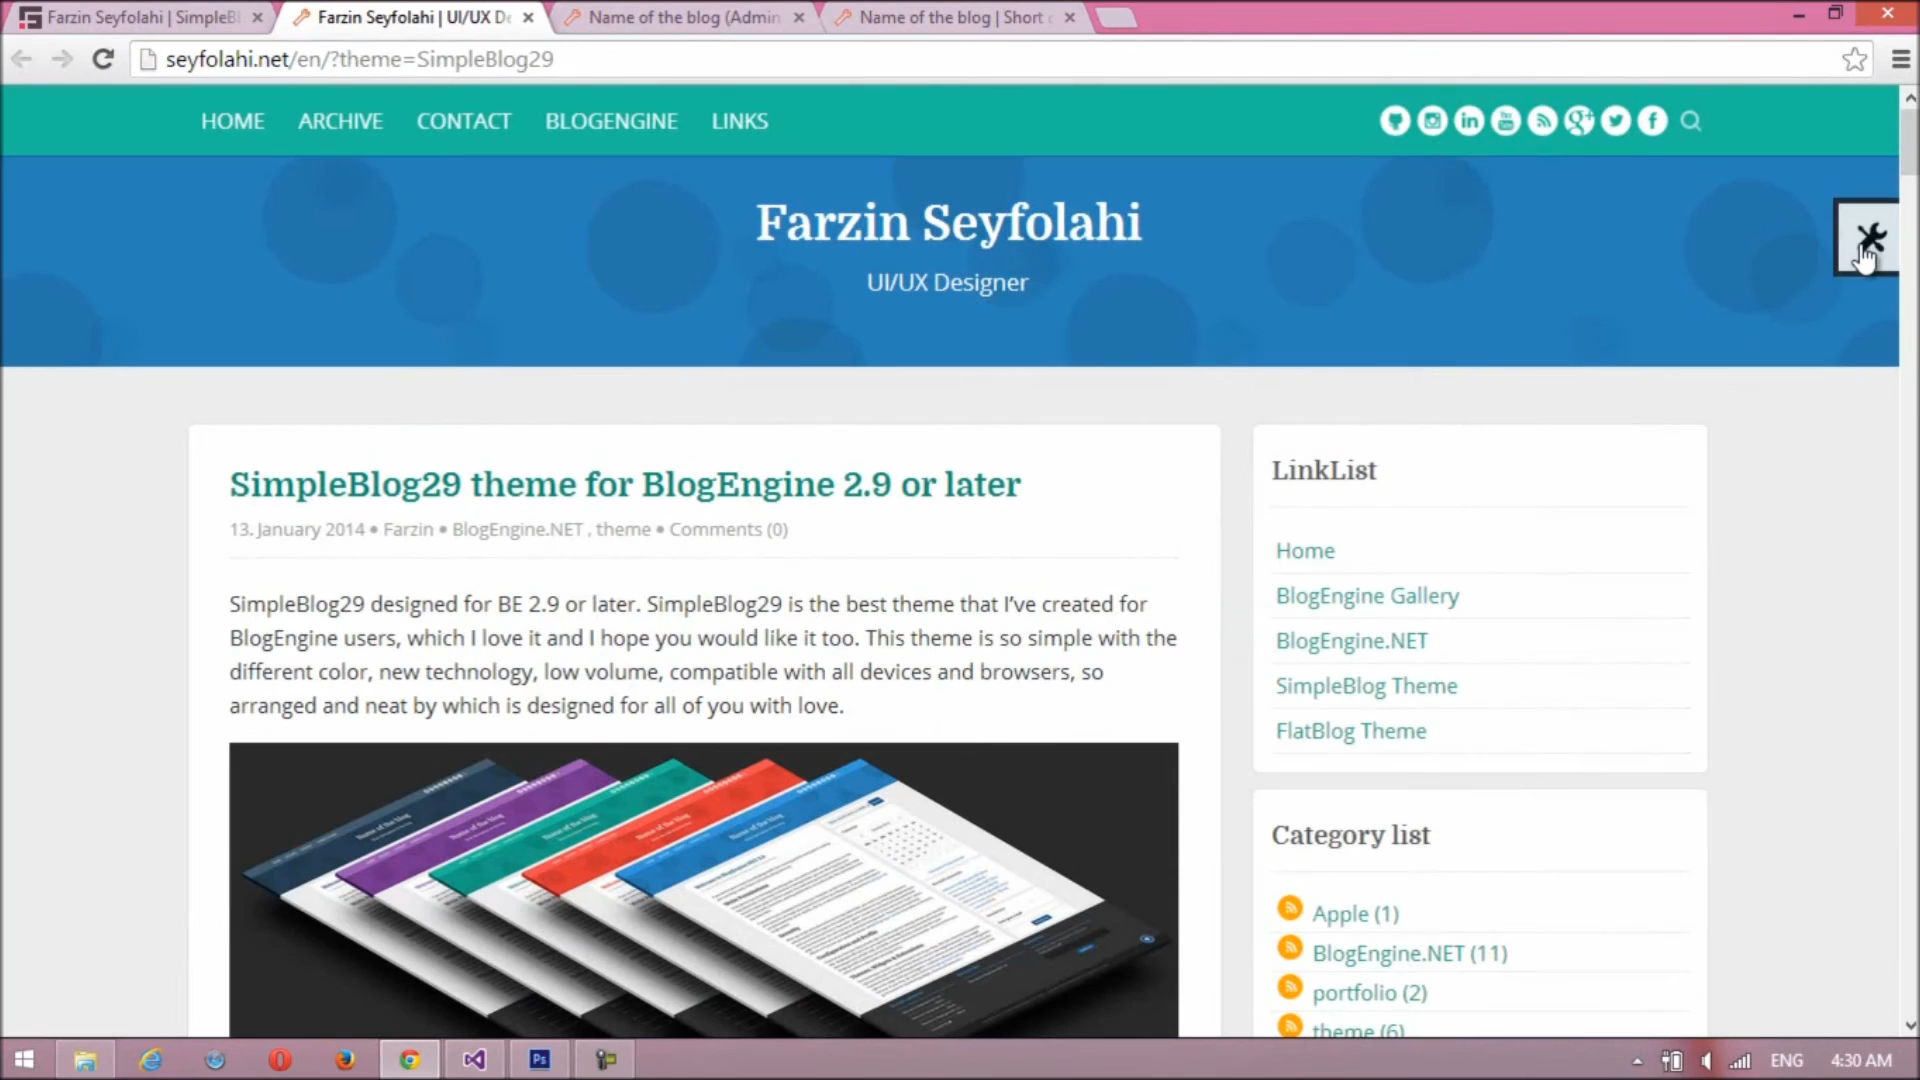 Farzin Seyfolahi | SimpleBl
Farzin Seyfolahi | UI/UX De
Name of the blog (Admin
Name of the blog | Short
seyfolahi.net/en/?theme=SimpleBlog29
HOME ARCHIVE CONTACT BLOGENGINE LINKS
Farzin Seyfolahi
UI/UX Designer
SimpleBlog29 theme for BlogEngine 2.9 or later
13. January 2014 • Farzin • BlogEngine.NET , theme • Comments (0)
SimpleBlog29 designed for BE 2.9 or later. SimpleBlog29 is the best theme that I've created for
BlogEngine users, which I love it and I hope you would like it too. This theme is so simple with the
different color, new technology, low volume, compatible with all devices and browsers, so
arranged and neat by which is designed for all of you with love.
LinkList
Home
BlogEngine Gallery
BlogEngine.NET
SimpleBlog Theme
FlatBlog Theme
Category list
Apple (1)
BlogEngine.NET (11)
portfolio (2)
theme (6)
ENG 4:30 AM